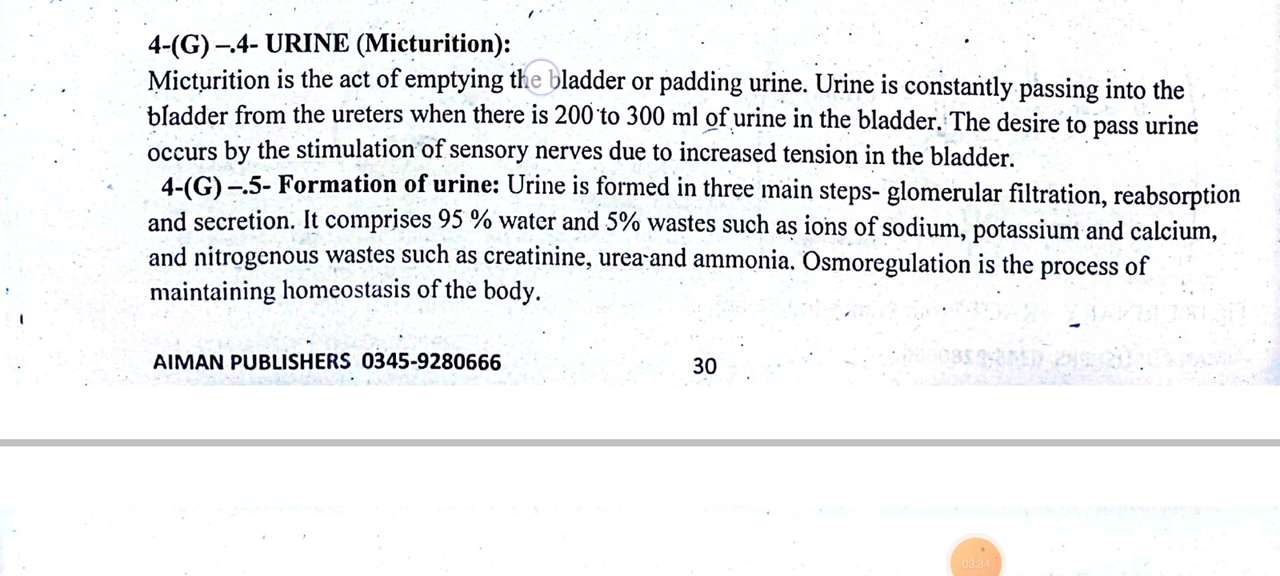 4-(G) –.4- URINE (Micturition):
Micturition is the act of emptying the bladder or padding urine. Urine is constantly passing into the
bladder from the ureters when there is 200 to 300 ml of urine in the bladder. The desire to pass urine
occurs by the stimulation of sensory nerves due to increased tension in the bladder.
4-(G) –.5- Formation of urine: Urine is formed in three main steps- glomerular filtration, reabsorption
and secretion. It comprises 95 % water and 5% wastes such as ions of sodium, potassium and calcium,
and nitrogenous wastes such as creatinine, urea and ammonia. Osmoregulation is the process of
maintaining homeostasis of the body.
AIMAN PUBLISHERS 0345-9280666 30
03:34